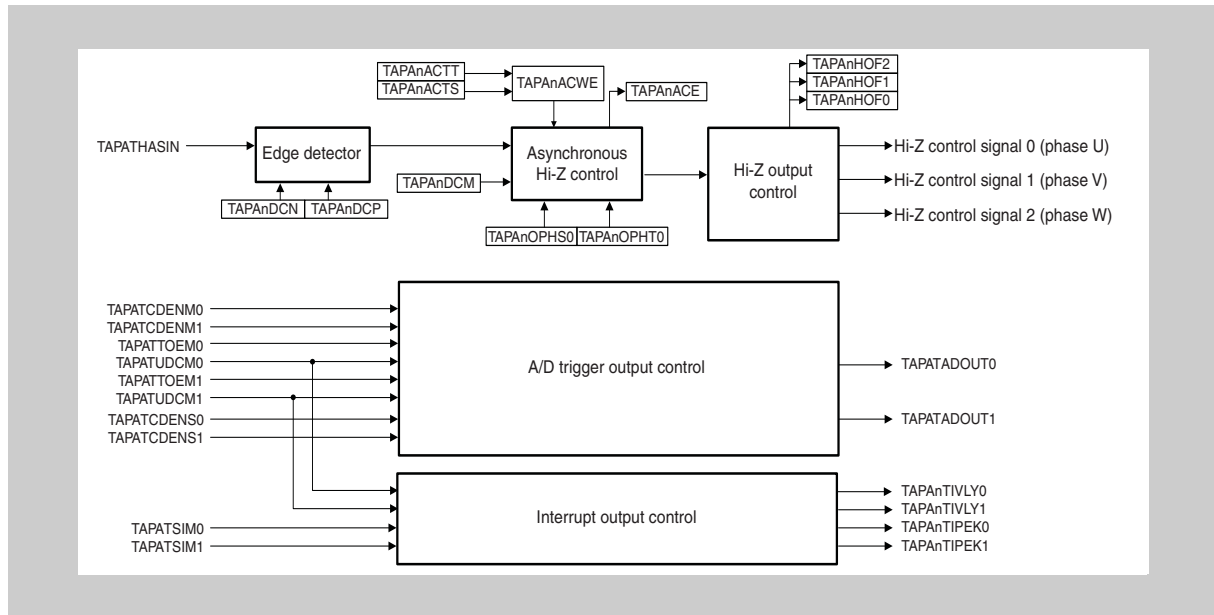 TAPAnACTT
TAPAnACTS
TAPAnACWE
TAPAnACE
TAPAnHOF2
TAPAnHOF1
TAPAnHOF0
TAPATHASIN
Edge detector
Asynchronous
Hi-Z control
Hi-Z output
control
Hi-Z control signal 0 (phase U)
Hi-Z control signal 1 (phase V)
Hi-Z control signal 2 (phase W)
TAPAnDCM
TAPAnDCN
TAPAnDCP
TAPAnOPHS0
TAPAnOPHT0
TAPATCDENM0
TAPATCDENM1
TAPATTOEM0
TAPATUDCM0
TAPATTOEM1
TAPATUDCM1
TAPATCDENS0
TAPATCDENS1
A/D trigger output control
TAPATADOUT0
TAPATADOUT1
TAPATSIM0
TAPATSIM1
Interrupt output control
TAPAnTIVLY0
TAPAnTIVLY1
TAPAnTIPEK0
TAPAnTIPEK1